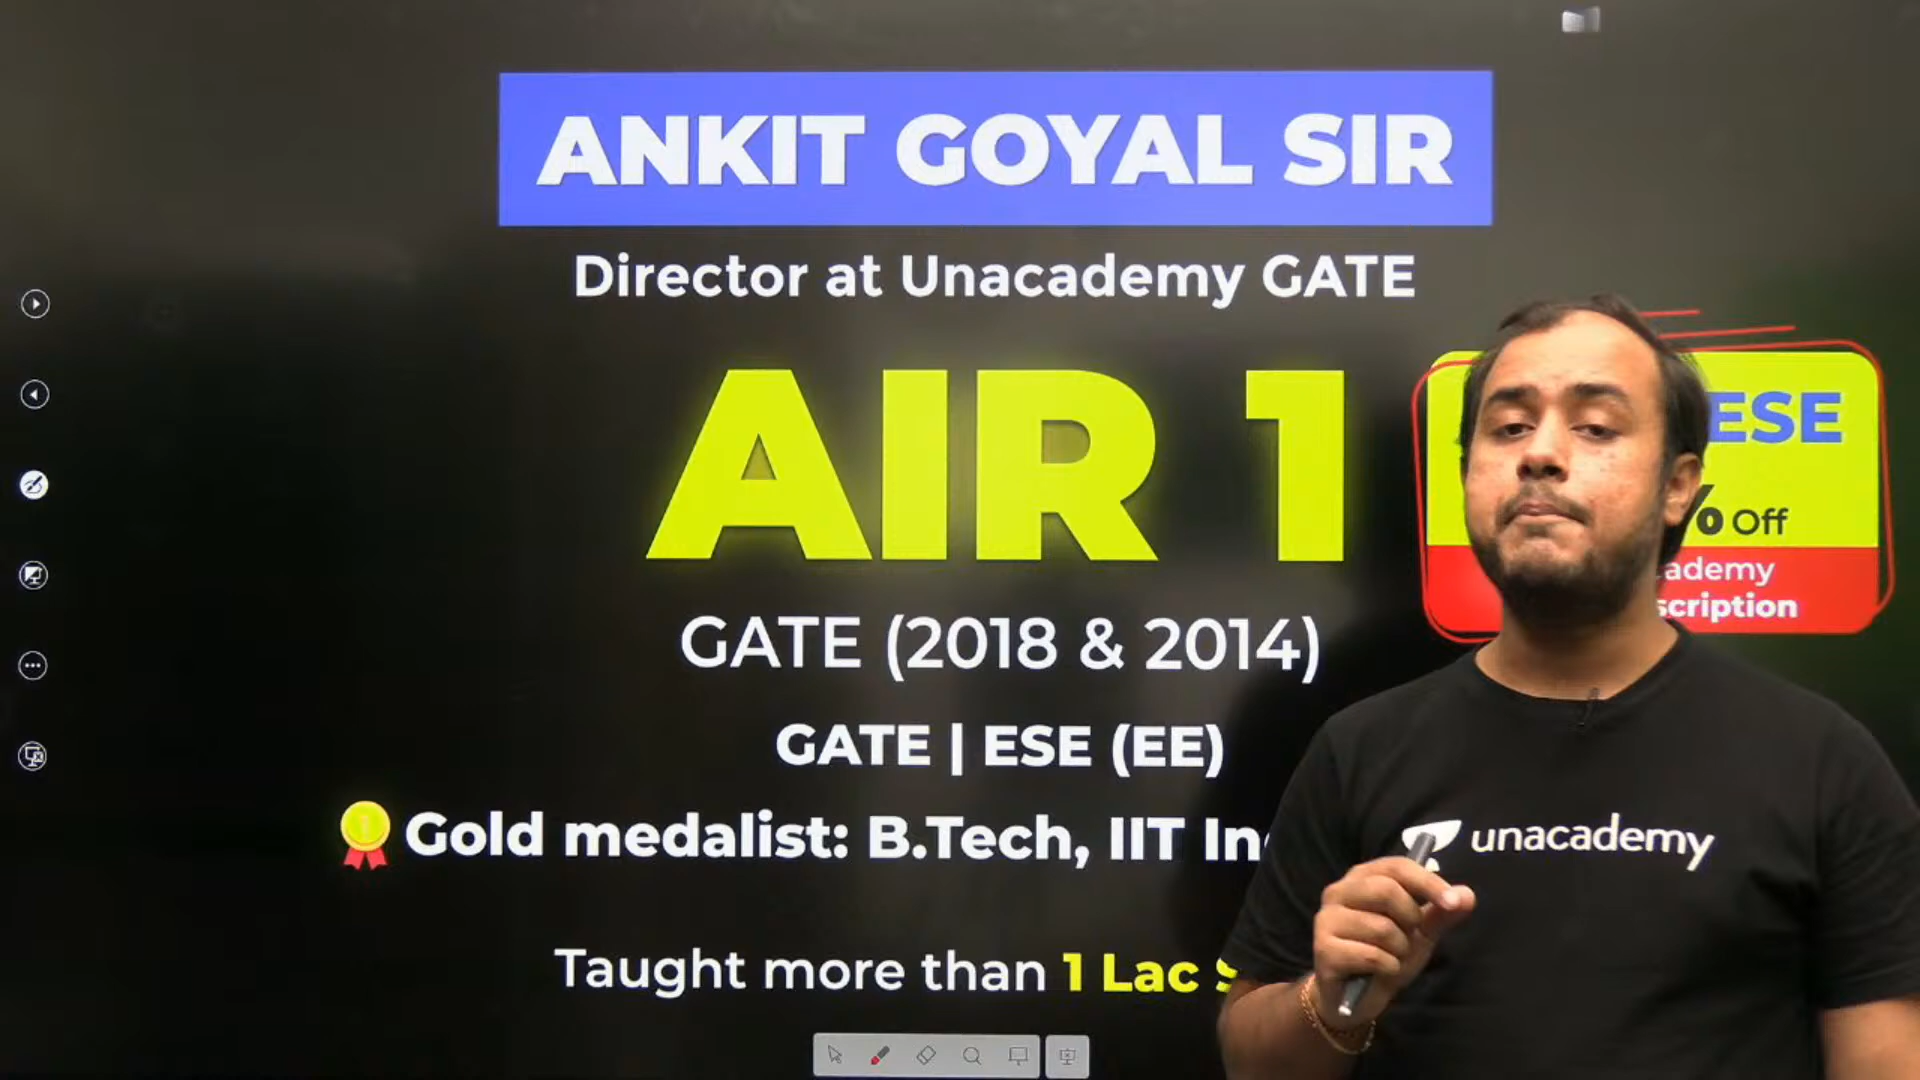 ANKIT GOYAL SIR
Director at Unacademy GATE
AIR 1
ESE
% Off
GATE (2018 & 2014)
GATE | ESE (EE)
Gold medalist: B.Tech, IIT
Taught more than 1 Lac
unacademy